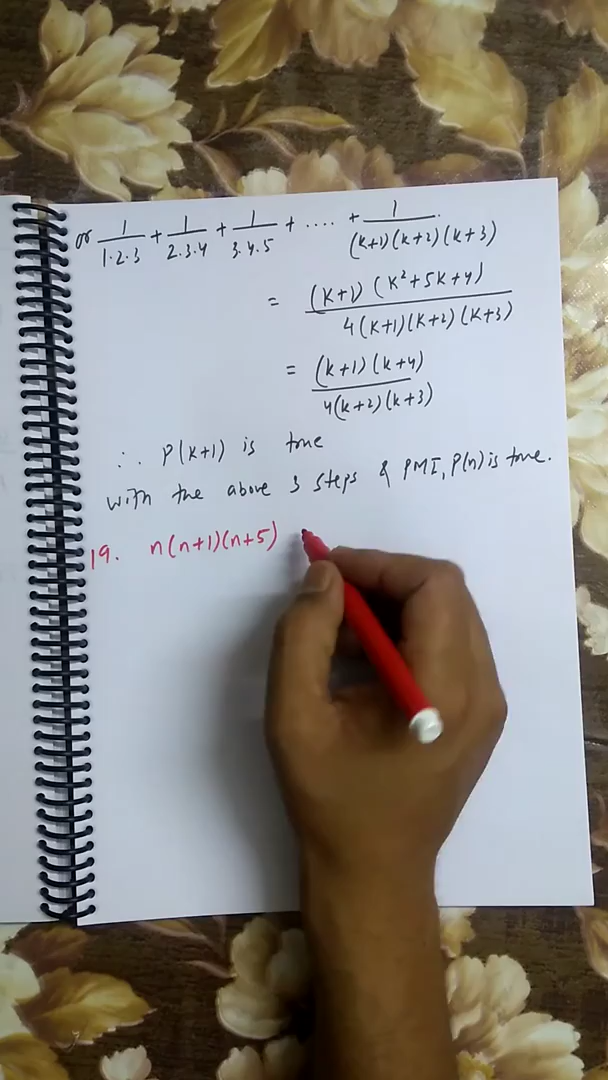 or 1/1.2.3 + 1/2.3.4 + 1/3.4.5 + .... + 1/(k+1)(k+2)(k+3)
= (k+1)(k²+5k+4)/4(k+1)(k+2)(k+3)
= (k+1)(k+4)/4(k+2)(k+3)
∴ P(k+1) is true
with the above 3 steps & PMI, P(n) is true.
19. n(n+1)(n+5)